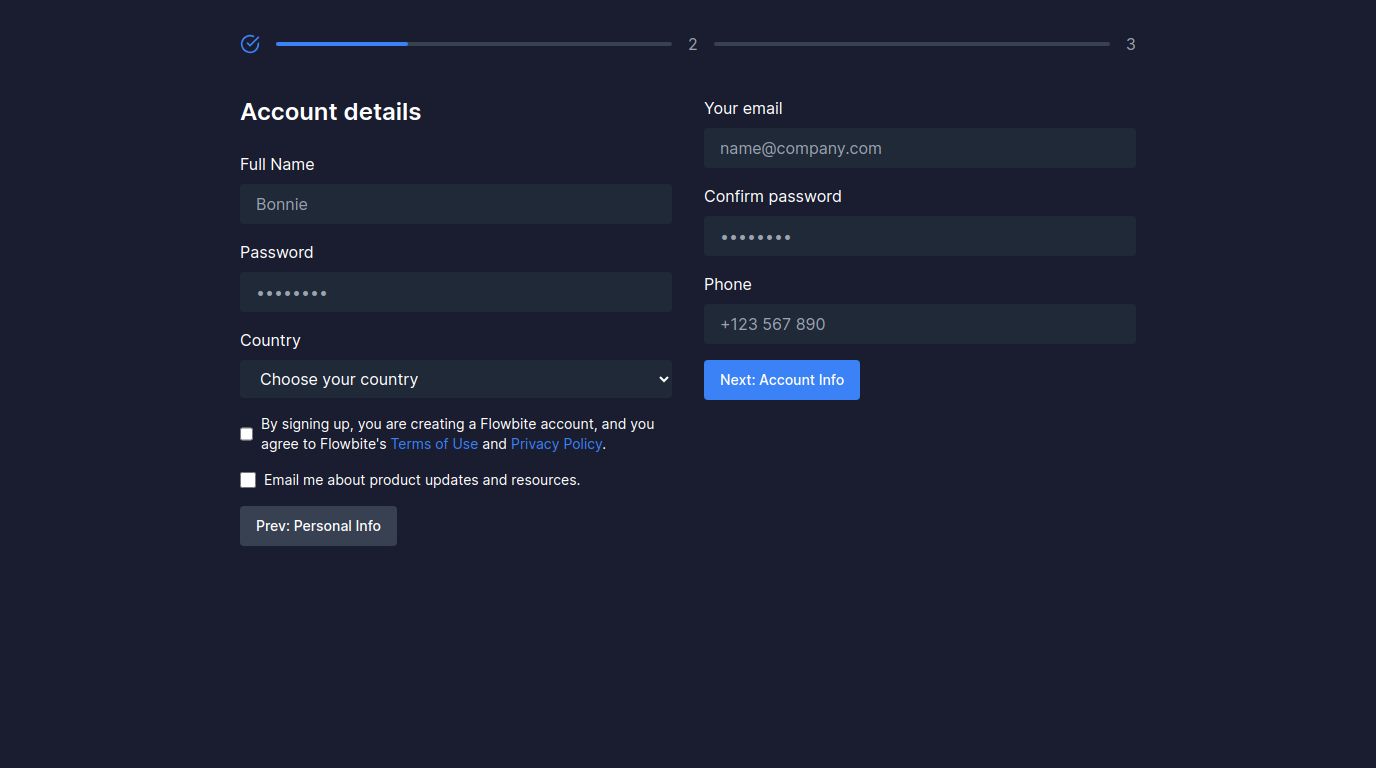 2
3
Account details
Full Name
Bonnie
Password
••••••••
Country
Choose your country
By signing up, you are creating a Flowbite account, and you
agree to Flowbite's Terms of Use and Privacy Policy.
Email me about product updates and resources.
Prev: Personal Info
Your email
name@company.com
Confirm password
••••••••
Phone
+123 567 890
Next: Account Info